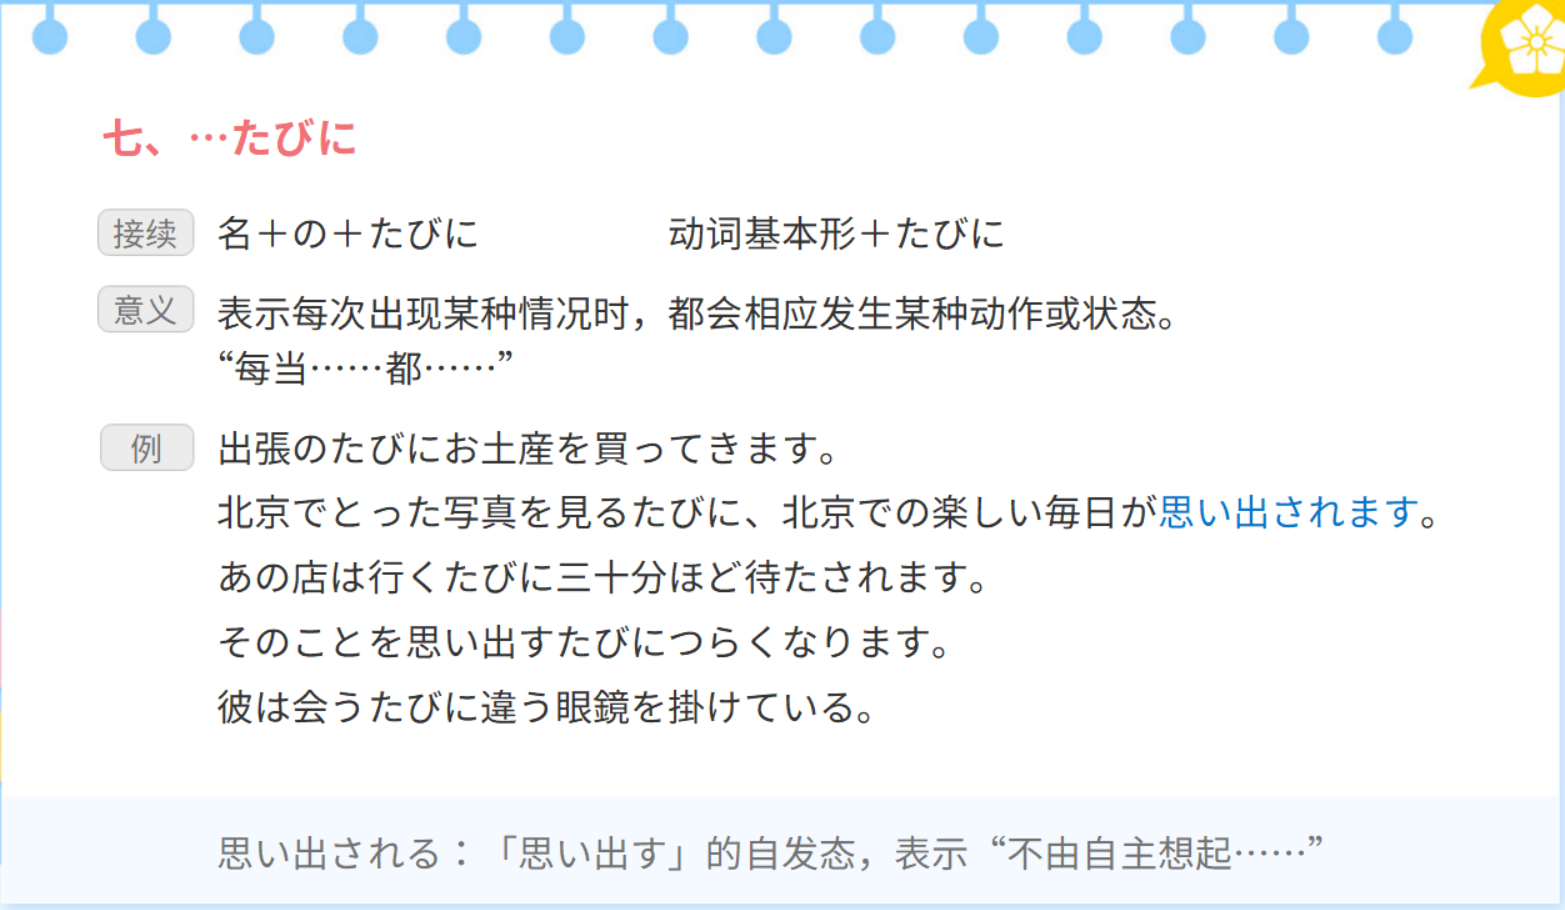 七、…たびに
接续 名＋の＋たびに 动词基本形＋たびに
意义 表示每次出现某种情况时，都会相应发生某种动作或状态。
“每当……都……”
例 出張のたびにお土産を買ってきます。
北京でとった写真を見るたびに、北京での楽しい毎日が思い出されます。
あの店は行くたびに三十分ほど待たされます。
そのことを思い出すたびにつらくなります。
彼は会うたびに違う眼鏡を掛けている。
思い出される：「思い出す」的自发态，表示“不由自主想起……”